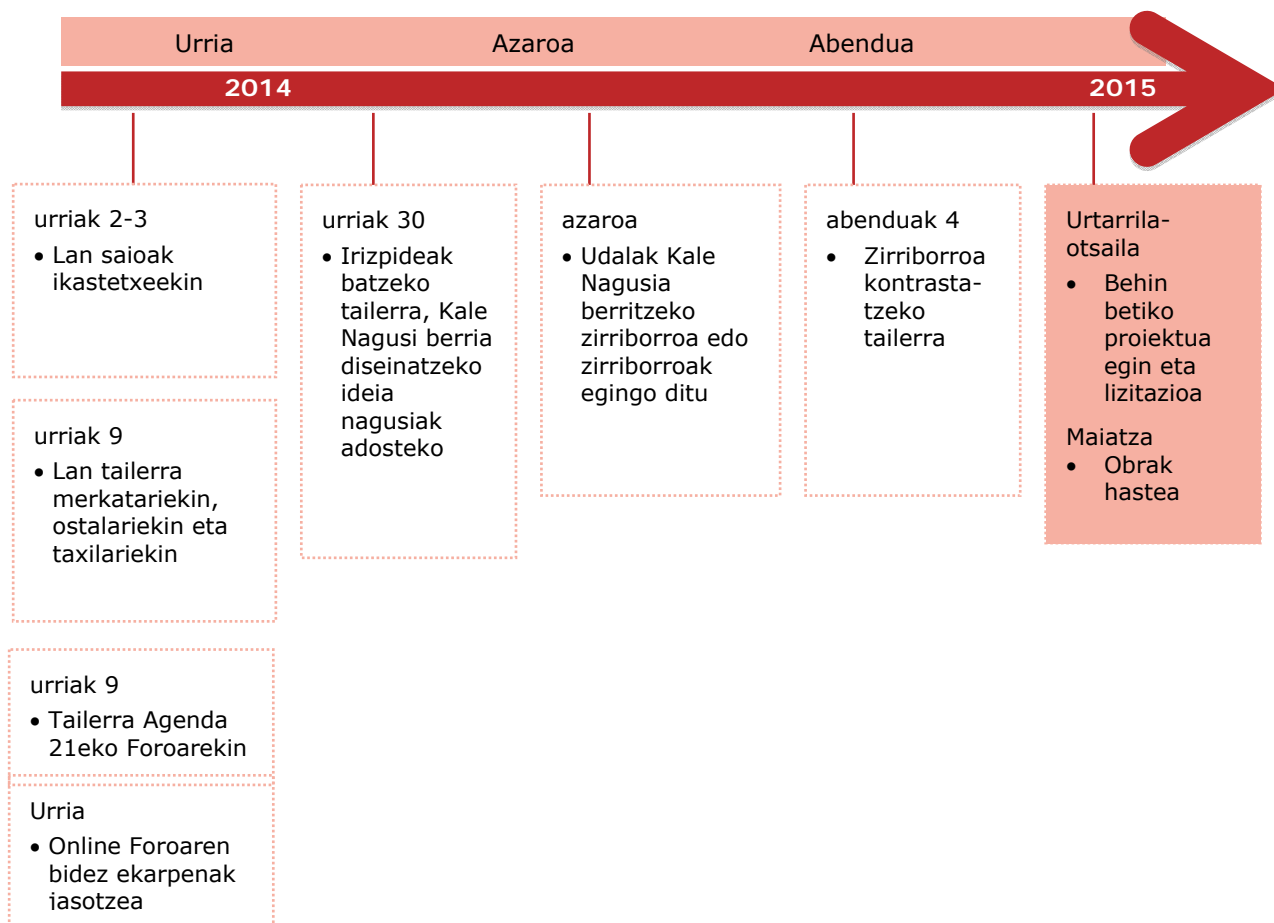 Urria Azaroa Abendua
2014 2015
urriak 2-3
• Lan saioak
ikastetxeekin
urriak 9
• Lan tailerra
merkatariekin,
ostalariekin eta
taxilariekin
urriak 9
• Tailerra Agenda
21eko Foroarekin
Urria
• Online Foroaren
bidez ekarpenak
jasotzea
urriak 30
• Irizpideak
batzeko
tailerra, Kale
Nagusi berria
diseinatzeko
ideia
nagusiak
adosteko
azaroa
• Udalak Kale
Nagusia
berritzeko
zirriborroa edo
zirriborroak
egingo ditu
abenduak 4
• Zirriborroa
kontrasta-
tzeko
tailerra
Urtarrila-
otsaila
• Behin
betiko
proiektua
egin eta
lizitazioa
Maiatza
• Obrak
hastea